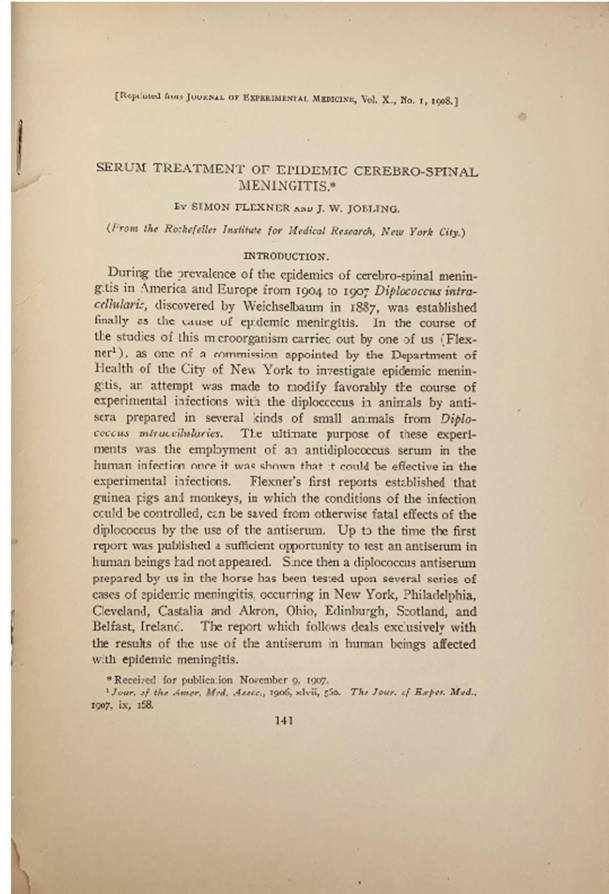 [Reprinted from JOURNAL OF EXPERIMENTAL MEDICINE, Vol. X., No. 1, 1908.]
SERUM TREATMENT OF EPIDEMIC CEREBRO-SPINAL
MENINGITIS.*
BY SIMON FLEXNER AND J. W. JOBLING.
(From the Rockefeller Institute for Medical Research, New York City.)
INTRODUCTION.
During the prevalence of the epidemics of cerebro-spinal menin-
gitis in America and Europe from 1904 to 1907 Diplococcus intra-
cellularis, discovered by Weichselbaum in 1887, was established
finally as the cause of epidemic meningitis. In the course of
the studies of this microorganism carried out by one of us (Flex-
ner¹), as one of a commission appointed by the Department of
Health of the City of New York to investigate epidemic menin-
gitis, an attempt was made to modify favorably the course of
experimental infections with the diplococcus in animals by anti-
sera prepared in several kinds of small animals from Diplo-
coccus intracellularies. The ultimate purpose of these experi-
ments was the employment of an antidiplococcus serum in the
human infection once it was shown that it could be effective in the
experimental infections. Flexner's first reports established that
guinea pigs and monkeys, in which the conditions of the infection
could be controlled, can be saved from otherwise fatal effects of the
diplococcus by the use of the antiserum. Up to the time the first
report was published a sufficient opportunity to test an antiserum in
human beings had not appeared. Since then a diplococcus antiserum
prepared by us in the horse has been tested upon several series of
cases of epidemic meningitis, occurring in New York, Philadelphia,
Cleveland, Castalia and Akron, Ohio, Edinburgh, Scotland, and
Belfast, Ireland. The report which follows deals exclusively with
the results of the use of the antiserum in human beings affected
with epidemic meningitis.
* Received for publication November 9, 1907.
¹ Jour. of the Amer. Med. Assoc., 1906, xlvii, 560. The Jour. of Exper. Med.,
1907, ix, 168.
141